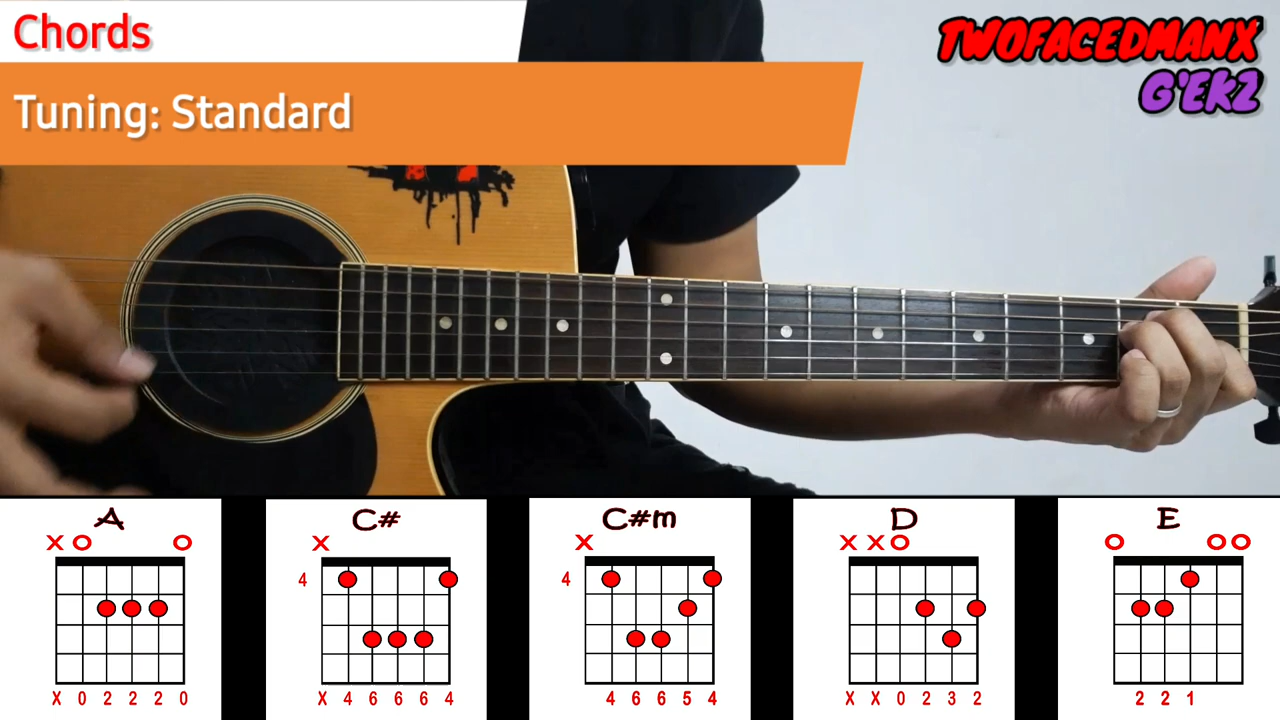 Chords
Tuning: Standard
TWOFACEDMANX
G'EKZ
A
X O O
X 0 2 2 2 0
C#
X
4
X 4 6 6 6 4
C#m
X
4
4 6 6 5 4
D
X X O
X X 0 2 3 2
E
O O O
2 2 1